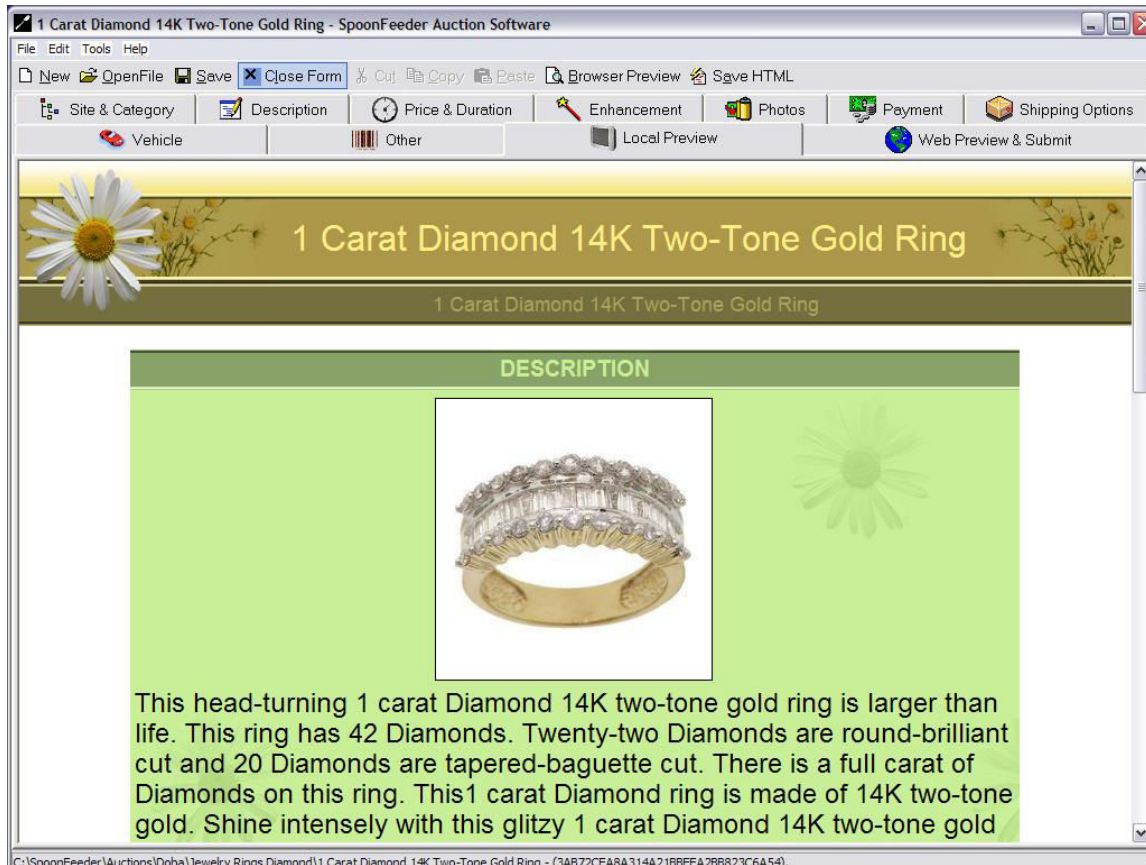 1 Carat Diamond 14K Two-Tone Gold Ring - SpoonFeeder Auction Software
File Edit Tools Help
New OpenFile Save Close Form Cut Copy Paste Browser Preview Save HTML
Site & Category Description Price & Duration Enhancement Photos Payment Shipping Options
Vehicle Other Local Preview Web Preview & Submit
1 Carat Diamond 14K Two-Tone Gold Ring
1 Carat Diamond 14K Two-Tone Gold Ring
DESCRIPTION
This head-turning 1 carat Diamond 14K two-tone gold ring is larger than
life. This ring has 42 Diamonds. Twenty-two Diamonds are round-brilliant
cut and 20 Diamonds are tapered-baguette cut. There is a full carat of
Diamonds on this ring. This1 carat Diamond ring is made of 14K two-tone
gold. Shine intensely with this glitzy 1 carat Diamond 14K two-tone gold
C:\SpoonFeeder\Auctions\Doba\Jewelry Rings Diamond\1 Carat Diamond 14K Two-Tone Gold Ring -